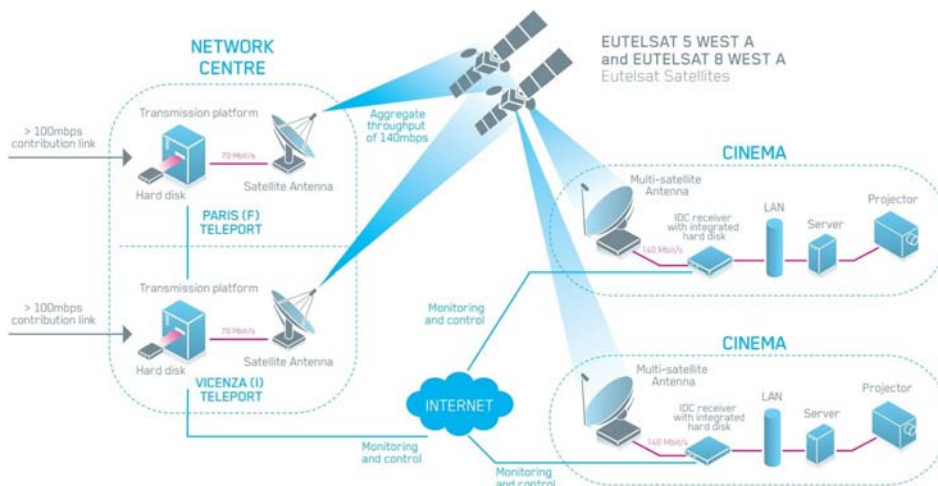 NETWORK
CENTRE
Transmission platform
> 100mbps
contribution link
70 Mbit/s
Hard disk
Satellite Antenna
PARIS (F)
TELEPORT
Transmission platform
> 100mbps
contribution link
70 Mbit/s
Hard disk
Satellite Antenna
VICENZA (I)
TELEPORT
Aggregate
throughput
of 140mbps
EUTELSAT 5 WEST A
and EUTELSAT 8 WEST A
Eutelsat Satellites
CINEMA
Multi-satellite
Antenna
140 Mbit/s
IDC receiver
with integrated
hard disk
LAN
Server
Projector
Monitoring
and control
INTERNET
Monitoring
and control
Monitoring
and control
CINEMA
Multi-satellite
Antenna
140 Mbit/s
IDC receiver
with integrated
hard disk
LAN
Server
Projector